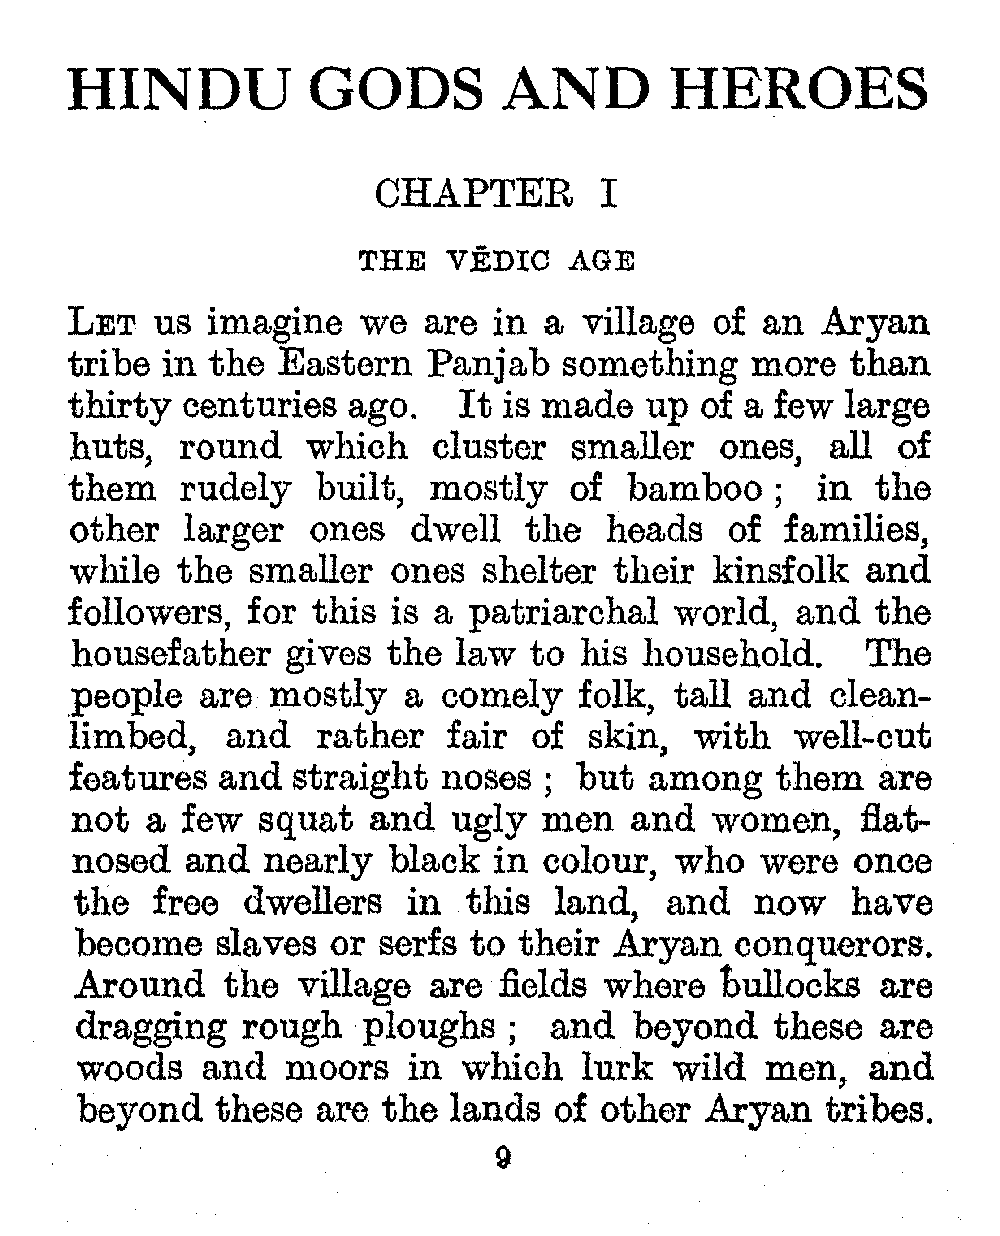 HINDU GODS AND HEROES
CHAPTER I
THE VĒDIC AGE
LET us imagine we are in a village of an Aryan
tribe in the Eastern Panjab something more than
thirty centuries ago. It is made up of a few large
huts, round which cluster smaller ones, all of
them rudely built, mostly of bamboo ; in the
other larger ones dwell the heads of families,
while the smaller ones shelter their kinsfolk and
followers, for this is a patriarchal world, and the
housefather gives the law to his household. The
people are mostly a comely folk, tall and clean-
limbed, and rather fair of skin, with well-cut
features and straight noses ; but among them are
not a few squat and ugly men and women, flat-
nosed and nearly black in colour, who were once
the free dwellers in this land, and now have
become slaves or serfs to their Aryan conquerors.
Around the village are fields where bullocks are
dragging rough ploughs ; and beyond these are
woods and moors in which lurk wild men, and
beyond these are the lands of other Aryan tribes.
9